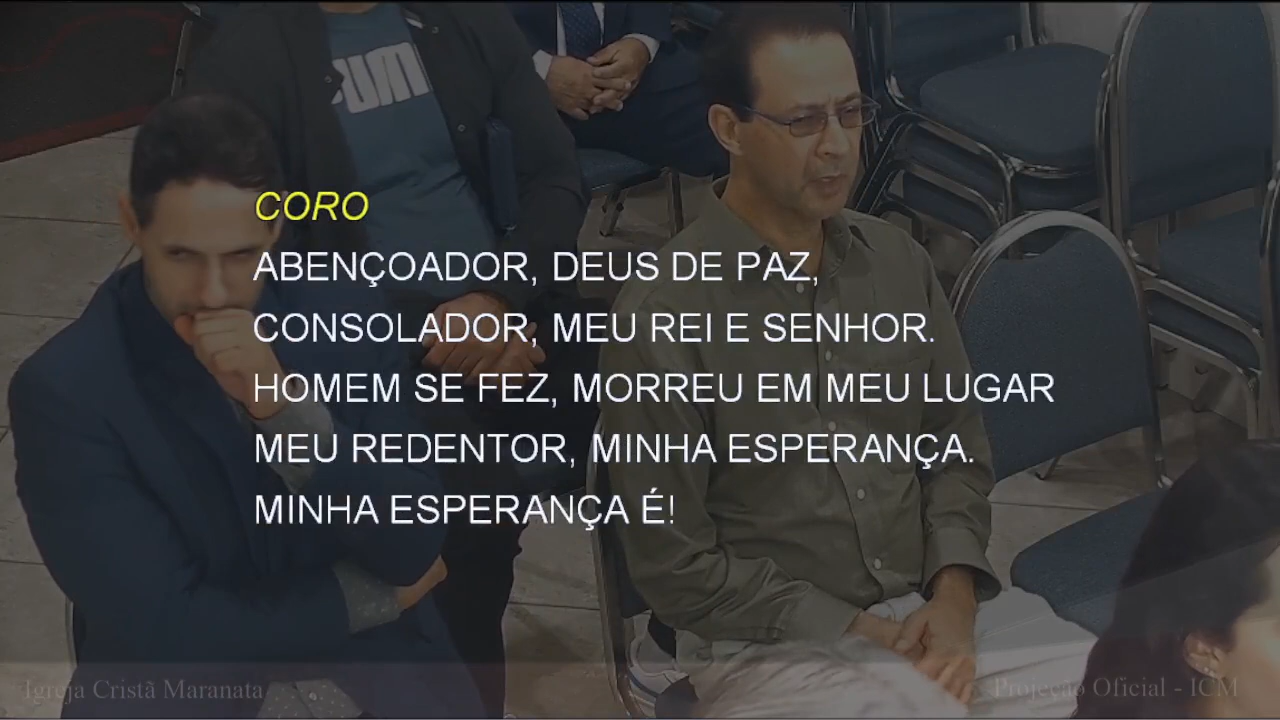 CORO
ABENÇOADOR, DEUS DE PAZ,
CONSOLADOR, MEU REI E SENHOR.
HOMEM SE FEZ, MORREU EM MEU LUGAR
MEU REDENTOR, MINHA ESPERANÇA.
MINHA ESPERANÇA É!
Igreja Cristã Maranata
Projeção Oficial - ICM